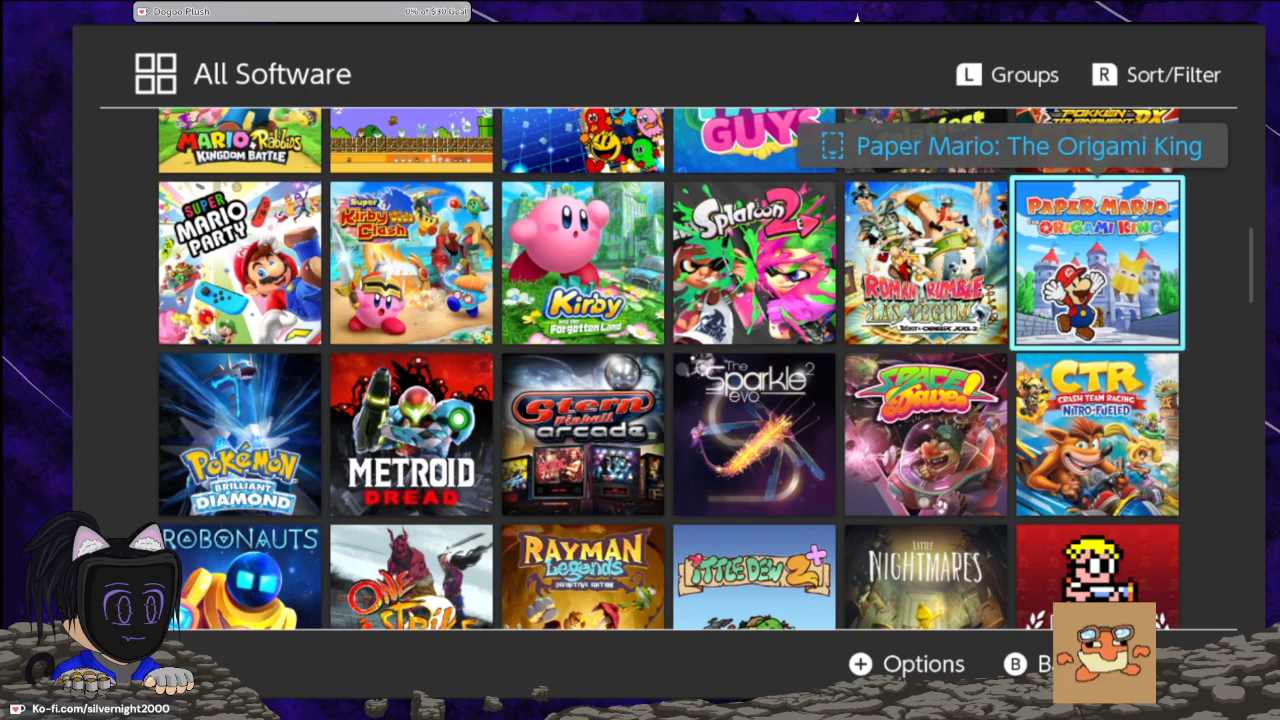 Dogoo Plush
0% of $30 Goal
All Software
L Groups
R Sort/Filter
MARIO + Rabbids
KINGDOM BATTLE
GUYS
POKKÉN
TOURNAMENT DX
Paper Mario: The Origami King
SUPER
MARIO
PARTY
Super
Kirby
Clash
Kirby
and the
Forgotten Land
Splatoon 2
ROMAN RUMBLE
LAS VEGUM
PAPER MARIO
THE ORIGAMI KING
POKÉMON
BRILLIANT
DIAMOND
METROID
DREAD
Stern
pinball
arcade
The
Sparkle 2
evo
SPACE
Dave!
CTR
CRASH TEAM RACING
NITRO-FUELED
ROBONAUTS
ONE
Strike
RAYMAN
Legends
DEFINITIVE EDITION
LITTLE DEW 2+
LITTLE
NIGHTMARES
+ Options
B
Ko-fi.com/silvernight2000